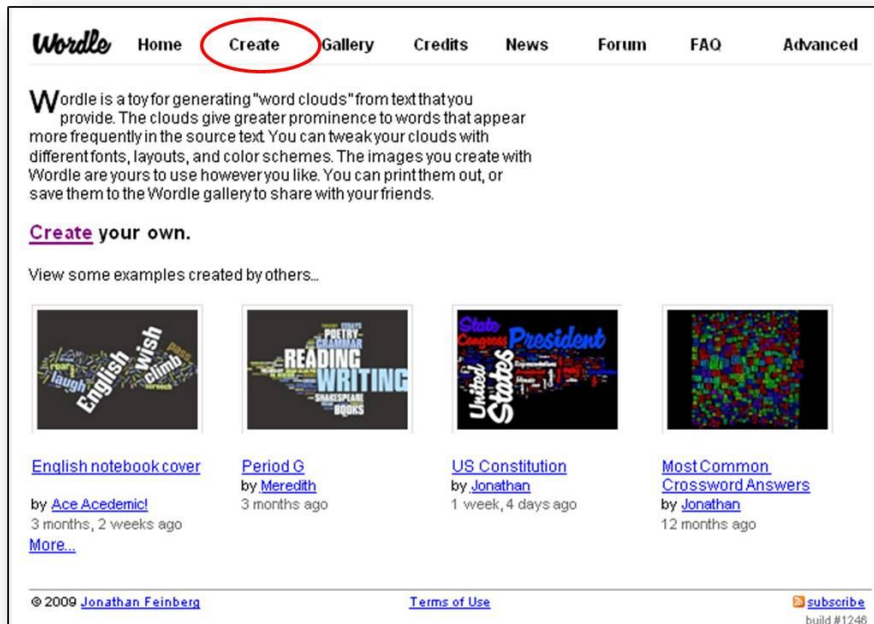 Wordle Home Create Gallery Credits News Forum FAQ Advanced
Wordle is a toy for generating "word clouds" from text that you
provide. The clouds give greater prominence to words that appear
more frequently in the source text. You can tweak your clouds with
different fonts, layouts, and color schemes. The images you create with
Wordle are yours to use however you like. You can print them out, or
save them to the Wordle gallery to share with your friends.
Create your own.
View some examples created by others...
English wish climb laugh roar pass
ESSAYS POETRY GRAMMAR READING WRITING SHAKESPEARE BOOKS
State Congress President United States Representatives
English notebook cover
by Ace Acedemic!
3 months, 2 weeks ago
More...
Period G
by Meredith
3 months ago
US Constitution
by Jonathan
1 week, 4 days ago
Most Common
Crossword Answers
by Jonathan
12 months ago
© 2009 Jonathan Feinberg Terms of Use subscribe
build #1246